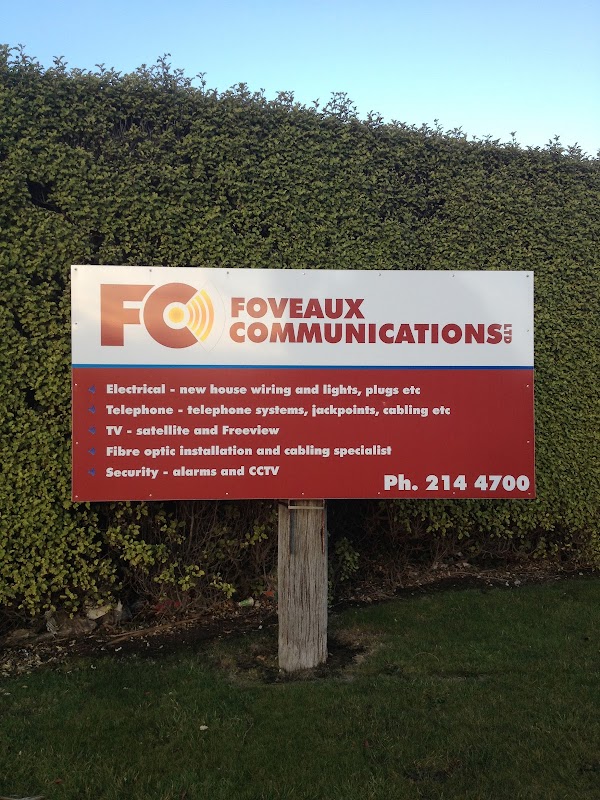 FC FOVEAUX
COMMUNICATIONS LTD
Electrical - new house wiring and lights, plugs etc
Telephone - telephone systems, jackpoints, cabling etc
TV - satellite and Freeview
Fibre optic installation and cabling specialist
Security - alarms and CCTV
Ph. 214 4700